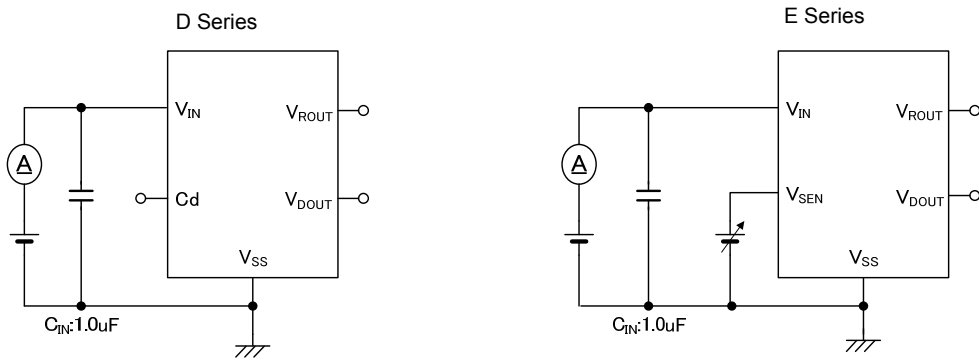 D Series
V_IN
V_ROUT
A
Cd
V_DOUT
V_SS
C_IN:1.0uF
E Series
V_IN
V_ROUT
A
V_SEN
V_DOUT
V_SS
C_IN:1.0uF